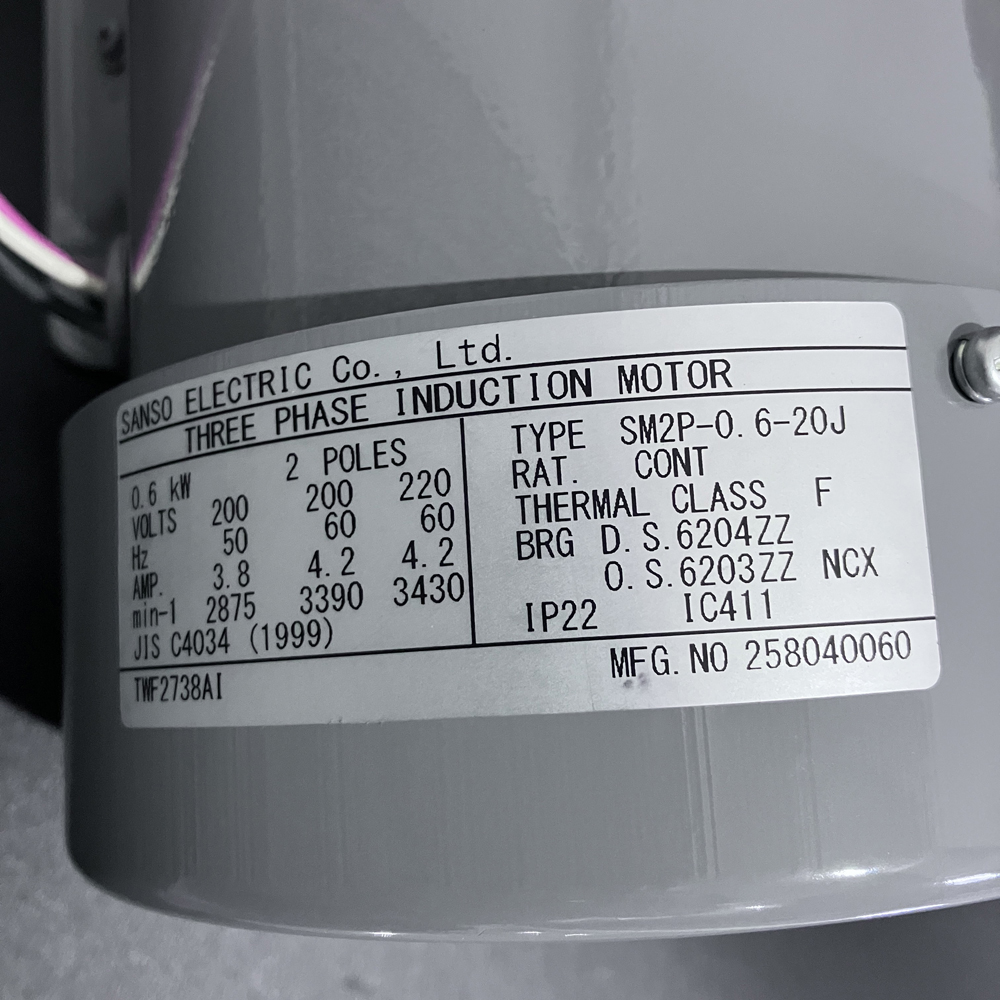 SANSO ELECTRIC Co., Ltd.
THREE PHASE INDUCTION MOTOR
0.6 kW 2 POLES
VOLTS 200 200 220
Hz 50 60 60
AMP. 3.8 4.2 4.2
min-1 2875 3390 3430
JIS C4034 (1999)
TYPE SM2P-0.6-20J
RAT. CONT
THERMAL CLASS F
BRG D.S.6204ZZ
O.S.6203ZZ NCX
IP22 IC411
TWF2738AI
MFG.NO 258040060